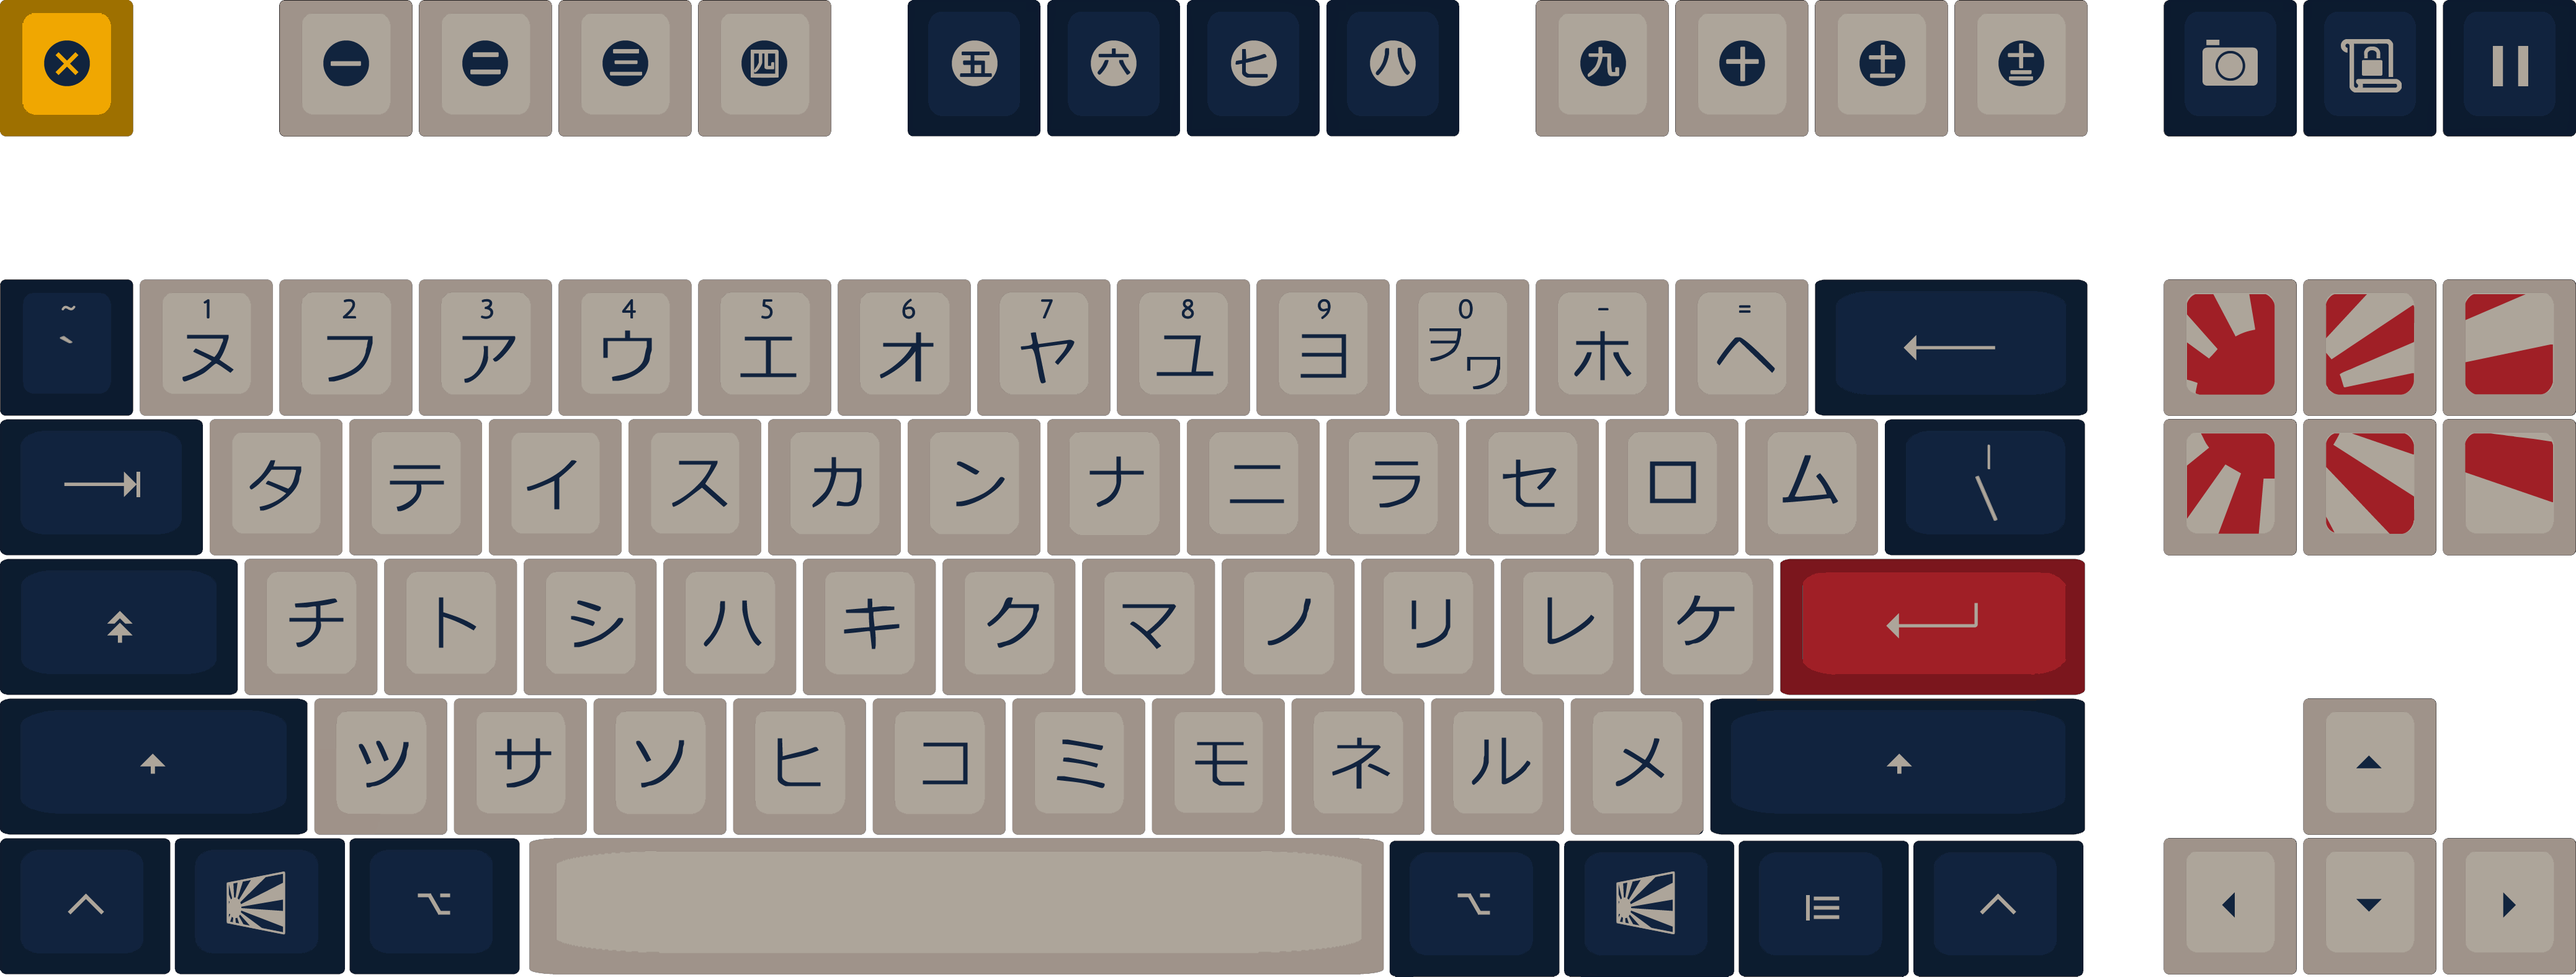 一 二 三 四 五 六 七 八 九 十 十一 十二
~ 1 2 3 4 5 6 7 8 9 0 - =
` ヌ フ ア ウ エ オ ヤ ユ ヨ ヲ ワ ホ ヘ
タ テ イ ス カ ン ナ ニ ラ セ ロ ム | \
チ ト シ ハ キ ク マ ノ リ レ ケ
ツ サ ソ ヒ コ ミ モ ネ ル メ